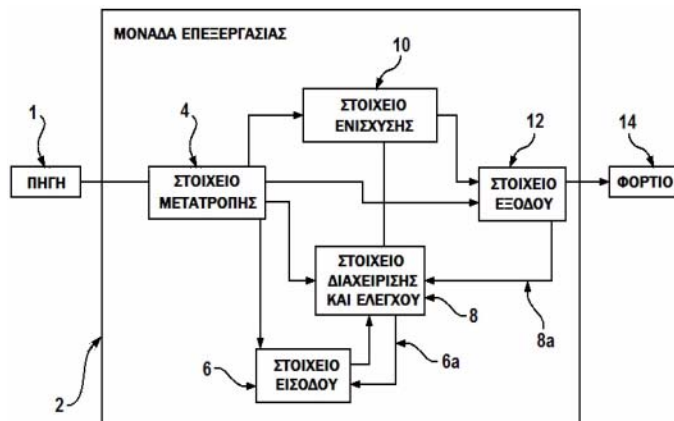 ΜΟΝΑΔΑ ΕΠΕΞΕΡΓΑΣΙΑΣ
10
ΣΤΟΙΧΕΙΟ
ΕΝΙΣΧΥΣΗΣ
1
4
12
14
ΠΗΓΗ
ΣΤΟΙΧΕΙΟ
ΜΕΤΑΤΡΟΠΗΣ
ΣΤΟΙΧΕΙΟ
ΕΞΟΔΟΥ
ΦΟΡΤΙΟ
ΣΤΟΙΧΕΙΟ
ΔΙΑΧΕΙΡΙΣΗΣ
ΚΑΙ ΕΛΕΓΧΟΥ
8
8a
6
ΣΤΟΙΧΕΙΟ
ΕΙΣΟΔΟΥ
6a
2